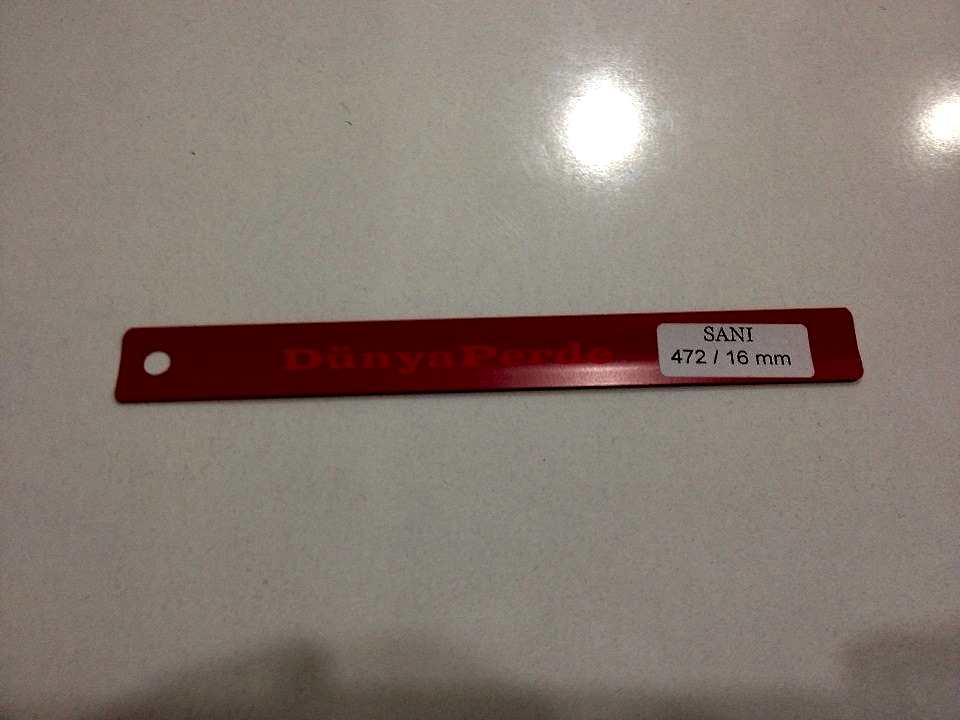 DünyaPerde
SANI
472 / 16 mm